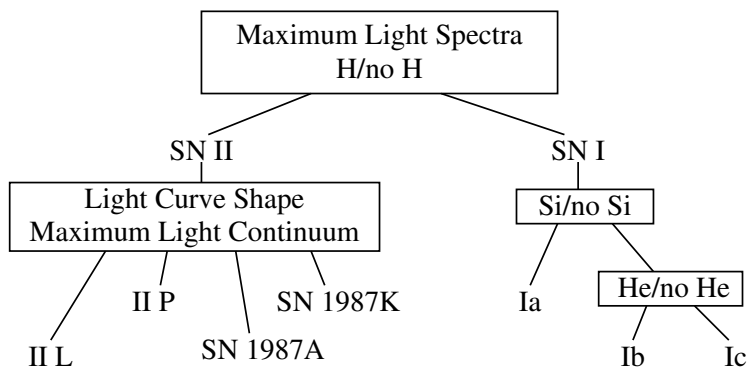 Maximum Light Spectra
H/no H
SN II
SN I
Light Curve Shape
Maximum Light Continuum
Si/no Si
II P
SN 1987K
Ia
He/no He
II L
SN 1987A
Ib
Ic